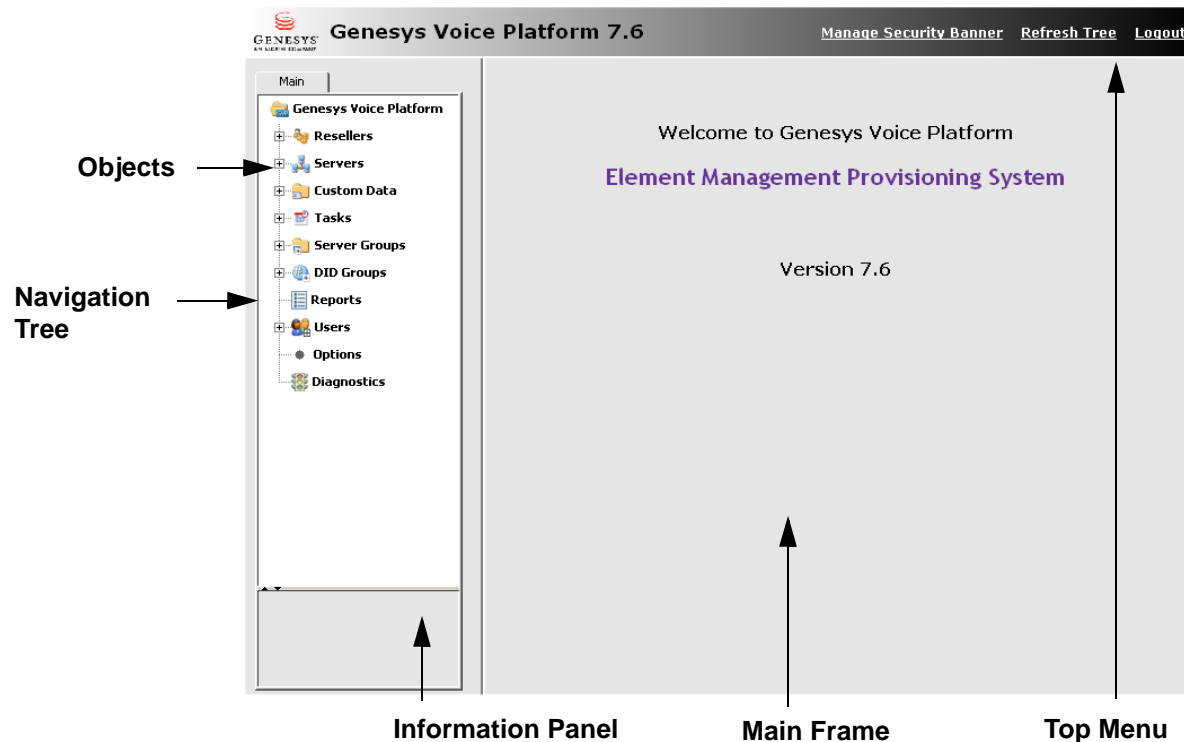 GENESYS
Genesys Voice Platform 7.6
Manage Security Banner Refresh Tree Logout
Main
Genesys Voice Platform
Resellers
Objects
Servers
Custom Data
Tasks
Server Groups
DID Groups
Navigation
Tree
Reports
Users
Options
Diagnostics
Welcome to Genesys Voice Platform
Element Management Provisioning System
Version 7.6
Information Panel
Main Frame
Top Menu